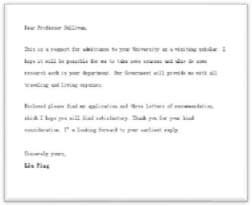 Dear Professor Sullivan,
This is a request for admittance to your University as a visiting scholar. I
hope it will be possible for me to take some courses and also do some
research work in your department. Our Government will provide me with all
traveling and living expenses.
Enclosed please find my application and three letters of recommendation,
which I hope you will find satisfactory. Thank you for your kind
consideration. I'm looking forward to your earliest reply.
Sincerely yours,
Lin Ping